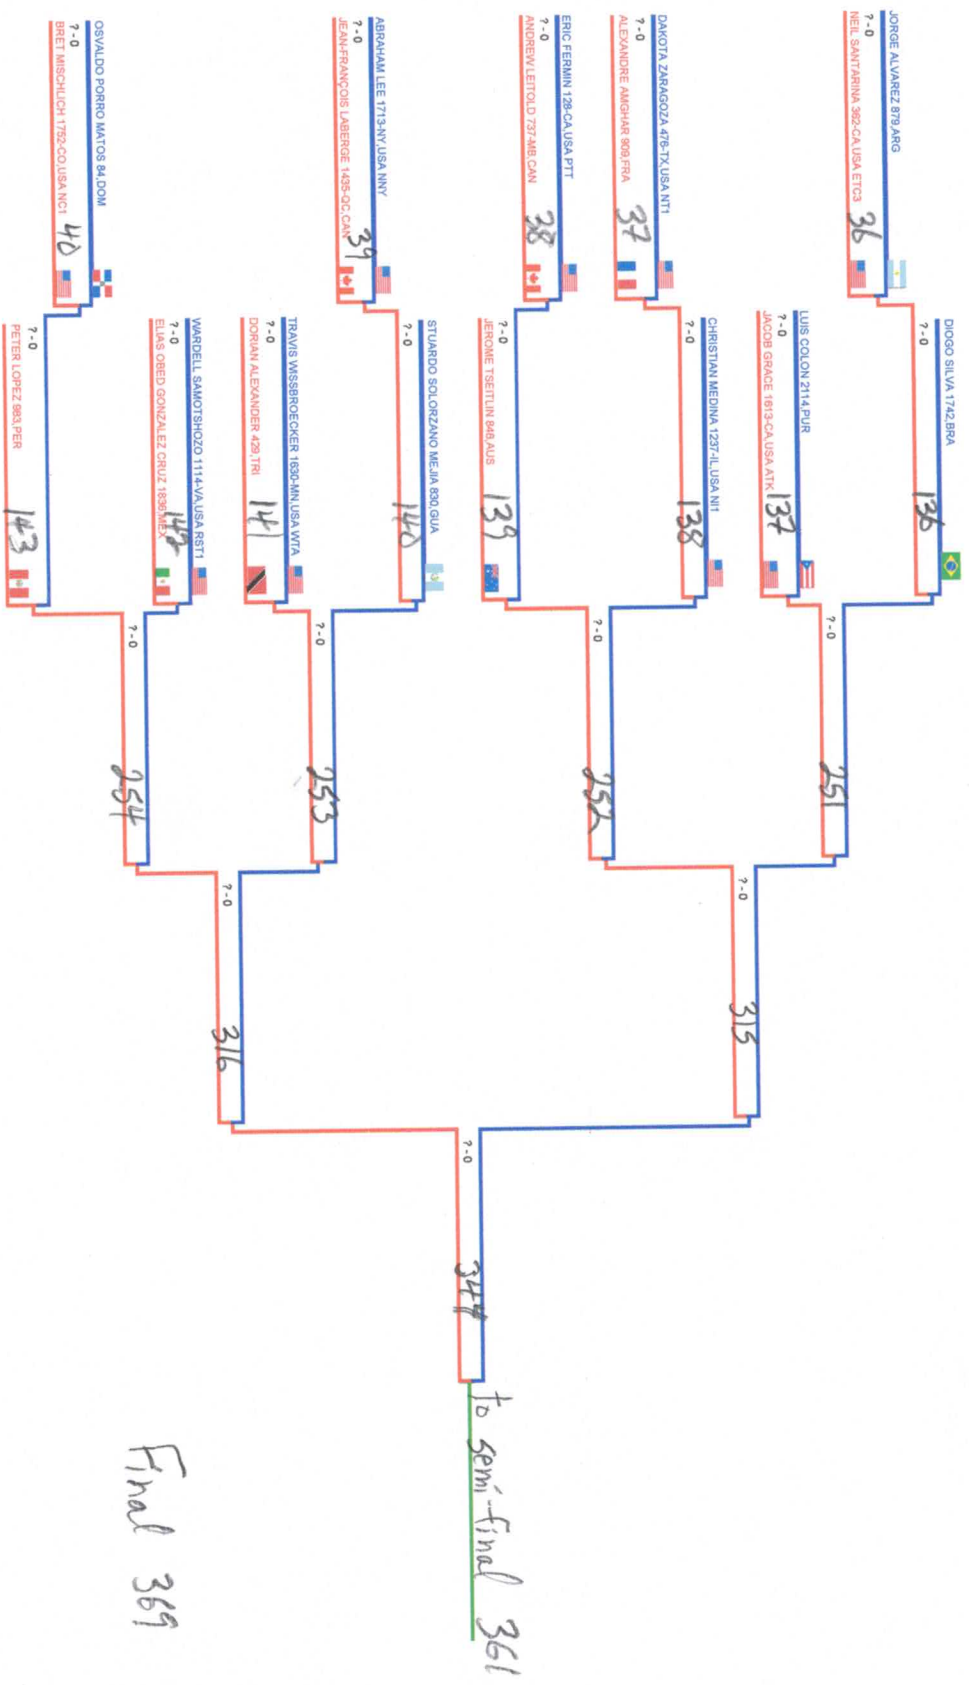 DIOGO SILVA 1742,BRA
? - 0
136
JORGE ALVAREZ 879,ARG
? - 0
NEIL SANTARINA 362-CA,USA ETC3
36
LUIS COLON 2114,PUR
? - 0
JACOB GRACE 1613-CA,USA ATK
137
251
? - 0
315
CHRISTIAN MEDINA 1237-IL,USA NI1
? - 0
138
DAKOTA ZARAGOZA 476-TX,USA NT1
? - 0
ALEXANDRE AMGHAR 909,FRA
37
? - 0
252
ERIC FERMIN 128-CA,USA PTT
? - 0
ANDREW LEITOLD 737-MB,CAN
38
? - 0
JEROME TSEITLIN 848,AUS
139
? - 0
344
to semi-final 361
STUARDO SOLORZANO MEJIA 830,GUA
? - 0
140
ABRAHAM LEE 1713-NY,USA NNY
? - 0
JEAN-FRANÇOIS LABERGE 1435-QC,CAN
39
? - 0
253
TRAVIS WISSBROECKER 1630-MN,USA WTA
? - 0
DORIAN ALEXANDER 429,TRI
141
? - 0
316
WARDELL SAMOTSHOZO 1114-VA,USA RST1
? - 0
ELIAS OBED GONZALEZ CRUZ 1836,MEX
142
? - 0
254
OSVALDO PORRO MATOS 84,DOM
? - 0
BRET MISCHLICH 1752-CO,USA NC1
40
? - 0
PETER LOPEZ 983,PER
143
Final 369